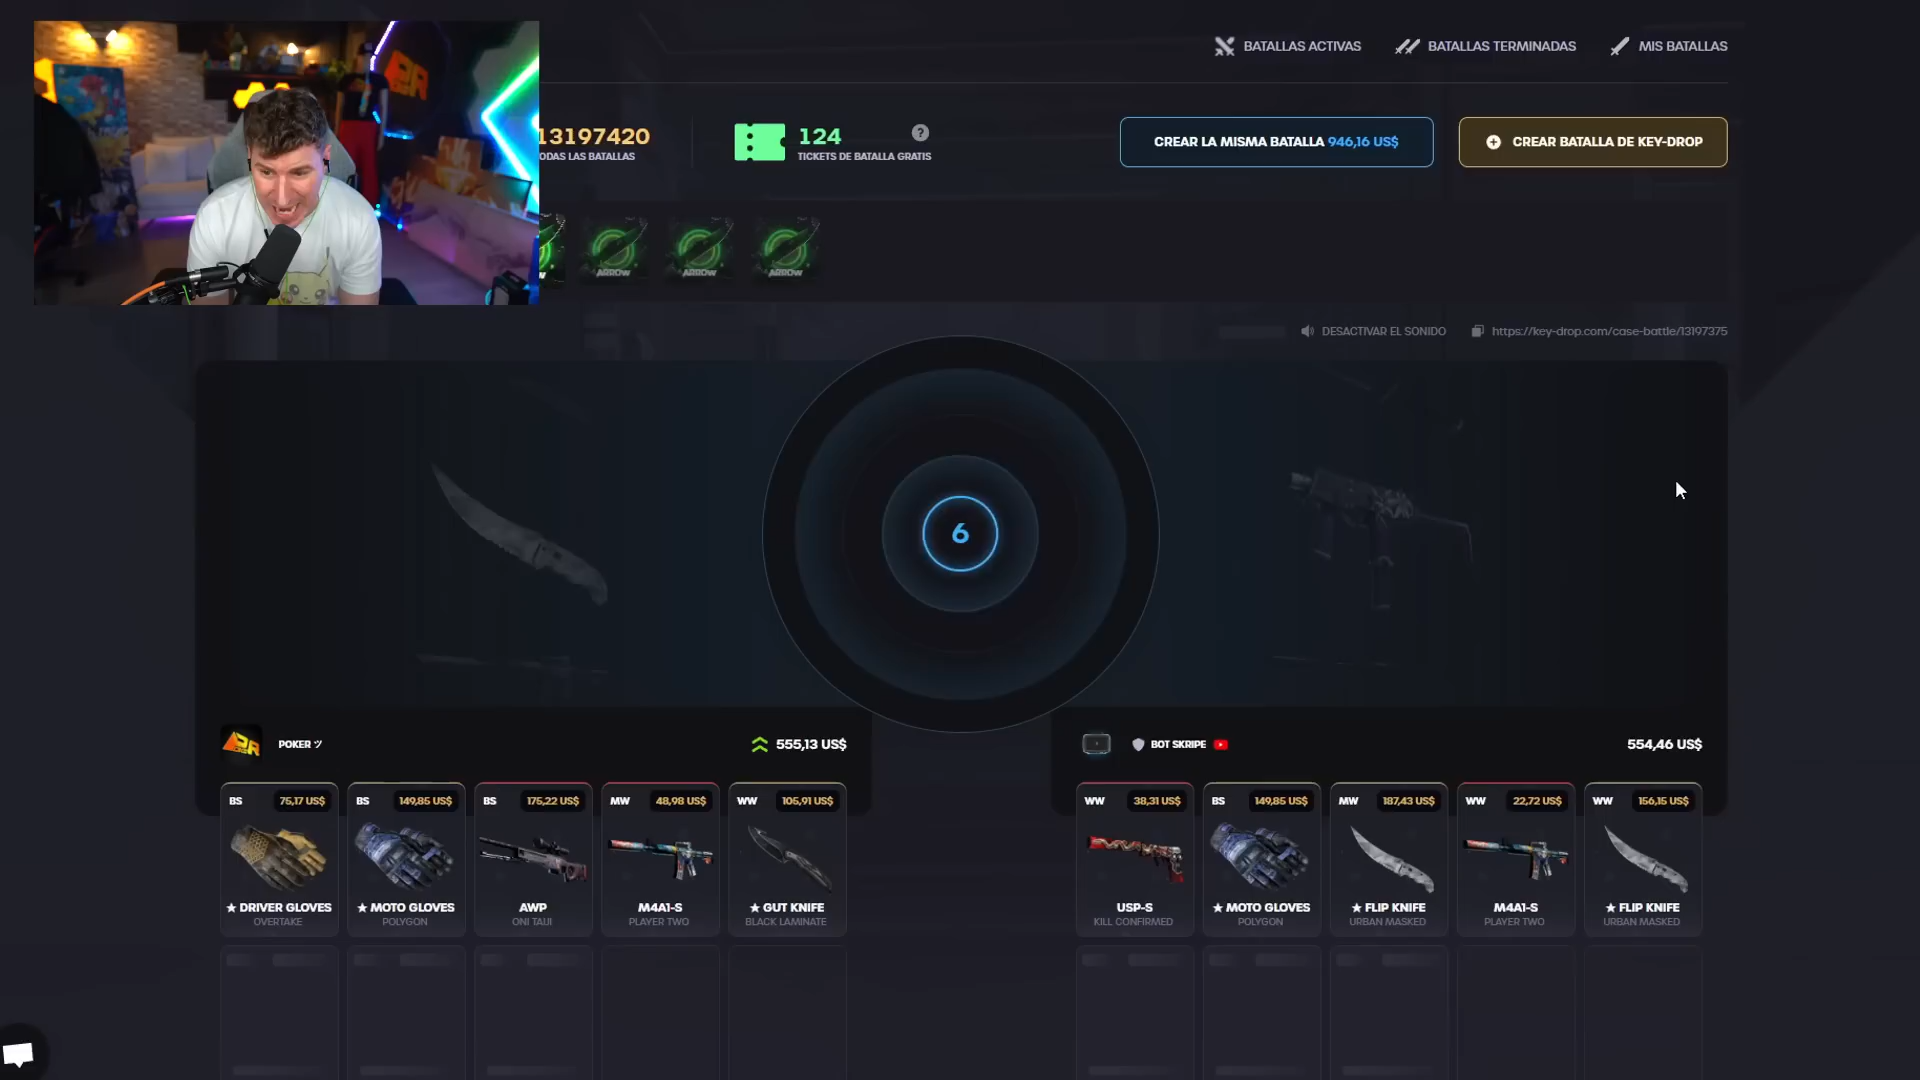 BATALLAS ACTIVAS
BATALLAS TERMINADAS
MIS BATALLAS
13197420
ODAS LAS BATALLAS
124
?
TICKETS DE BATALLA GRATIS
CREAR LA MISMA BATALLA 946,16 US$
CREAR BATALLA DE KEY-DROP
ARROW
ARROW
ARROW
DESACTIVAR EL SONIDO
https://key-drop.com/case-battle/13197375
6
POKER ツ
555,13 US$
BOT SKRIPE
554,46 US$
BS 75,17 US$
★ DRIVER GLOVES
OVERTAKE
BS 149,85 US$
★ MOTO GLOVES
POLYGON
BS 175,22 US$
AWP
ONI TAIJI
MW 48,98 US$
M4A1-S
PLAYER TWO
WW 105,91 US$
★ GUT KNIFE
BLACK LAMINATE
WW 38,31 US$
USP-S
KILL CONFIRMED
BS 149,85 US$
★ MOTO GLOVES
POLYGON
MW 187,43 US$
★ FLIP KNIFE
URBAN MASKED
WW 22,72 US$
M4A1-S
PLAYER TWO
WW 156,15 US$
★ FLIP KNIFE
URBAN MASKED